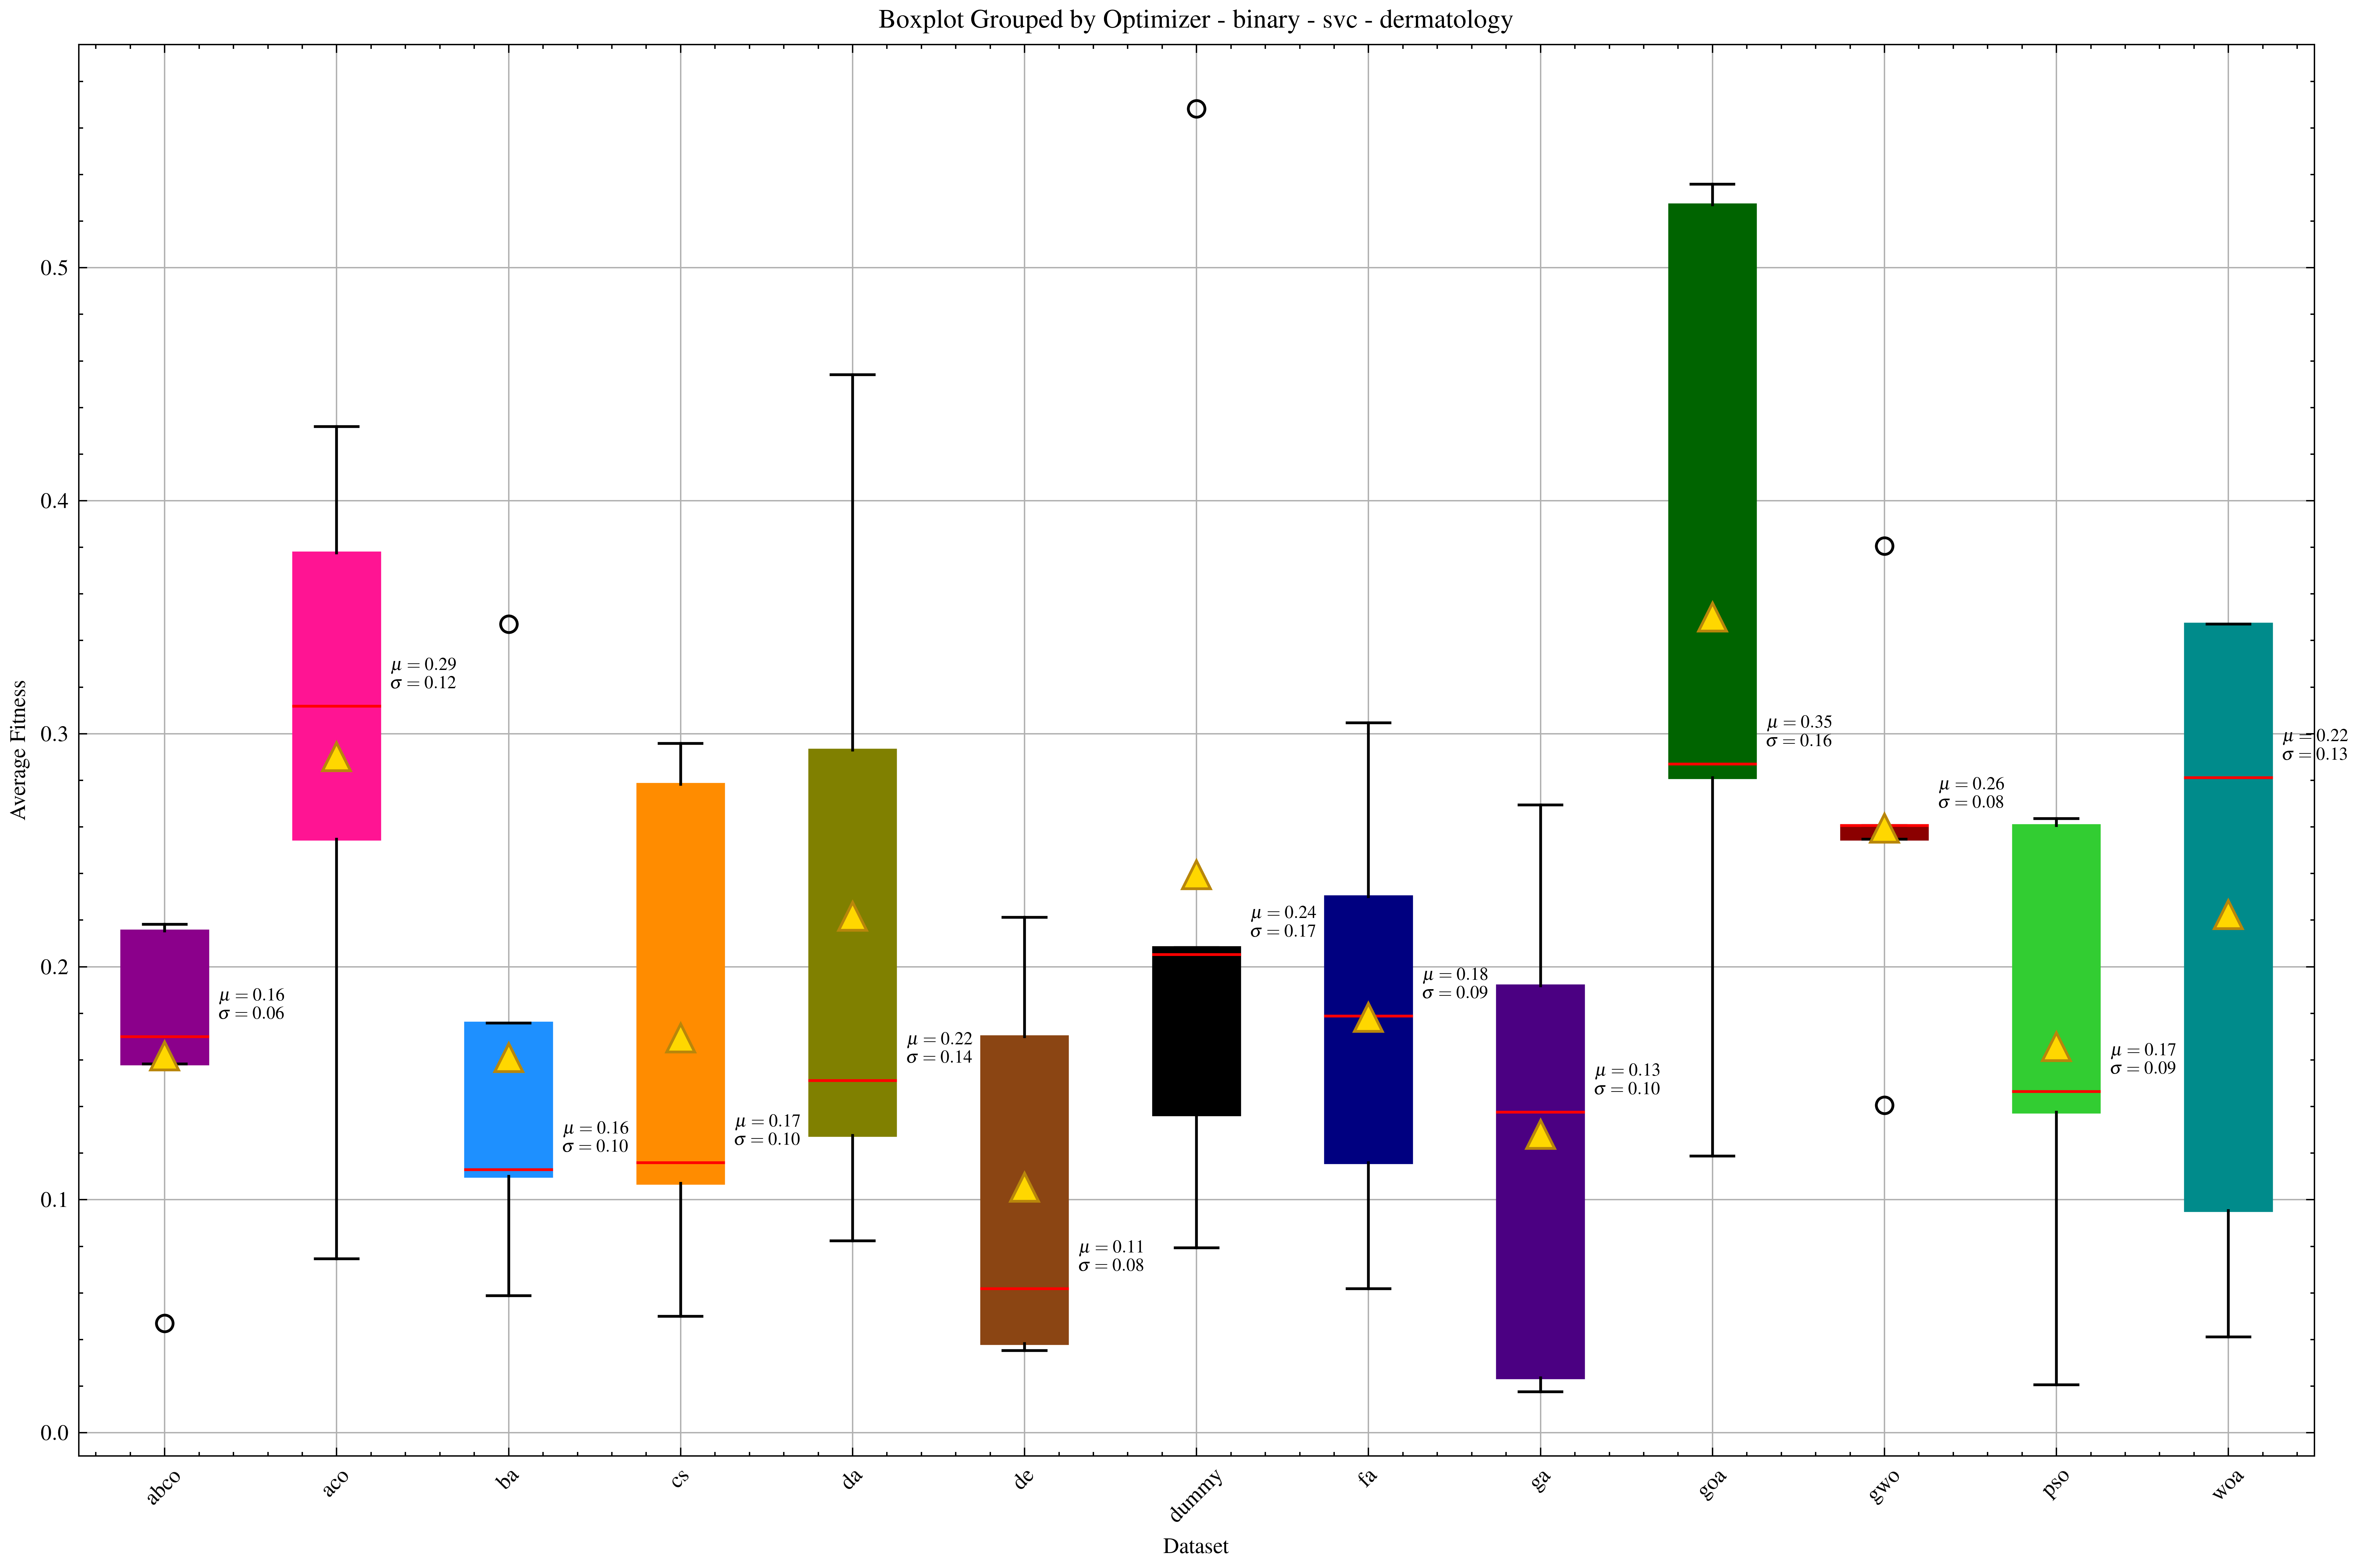 Boxplot Grouped by Optimizer - binary - svc - dermatology
Average Fitness
0.5
0.4
0.3
0.2
0.1
0.0
μ = 0.16
σ = 0.06
μ = 0.29
σ = 0.12
μ = 0.16
σ = 0.10
μ = 0.17
σ = 0.10
μ = 0.22
σ = 0.14
μ = 0.11
σ = 0.08
μ = 0.24
σ = 0.17
μ = 0.18
σ = 0.09
μ = 0.13
σ = 0.10
μ = 0.35
σ = 0.16
μ = 0.26
σ = 0.08
μ = 0.17
σ = 0.09
μ = 0.22
σ = 0.13
abco
aco
ba
cs
da
de
dummy
fa
ga
goa
gwo
pso
woa
Dataset